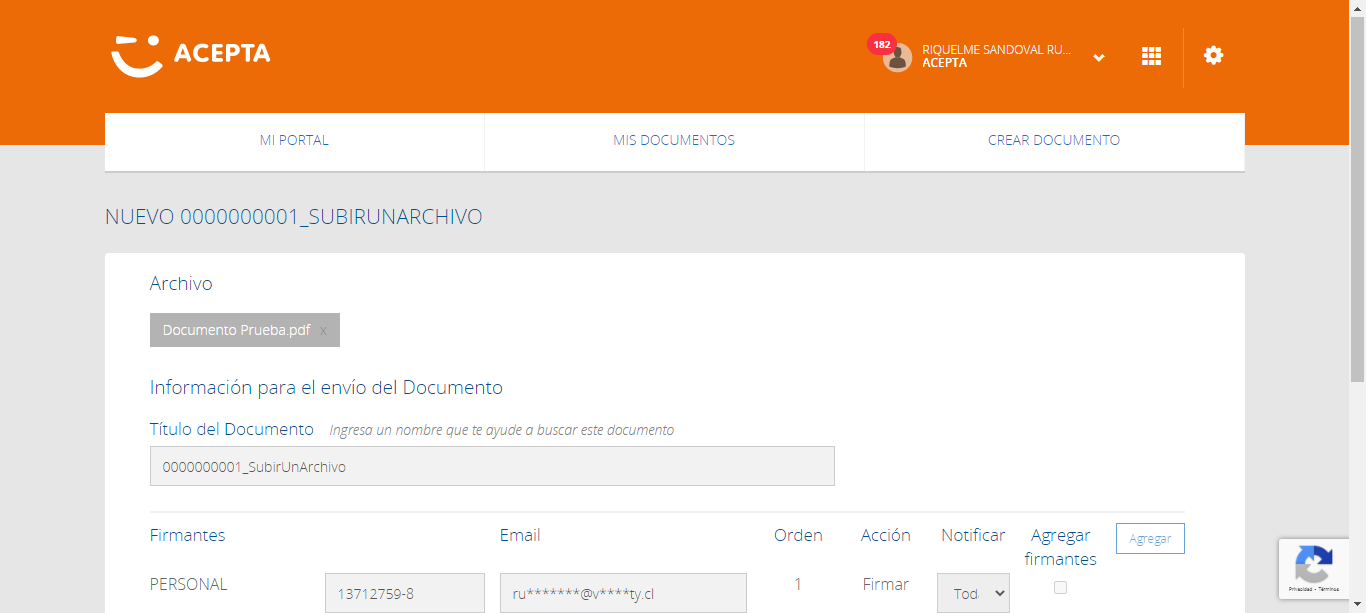 ACEPTA
182
RIQUELME SANDOVAL RU...
ACEPTA
MI PORTAL
MIS DOCUMENTOS
CREAR DOCUMENTO
NUEVO 0000000001_SUBIRUNARCHIVO
Archivo
Documento Prueba.pdf x
Información para el envío del Documento
Título del Documento Ingresa un nombre que te ayude a buscar este documento
0000000001_SubirUnArchivo
Firmantes Email Orden Acción Notificar Agregar firmantes Agregar
PERSONAL 13712759-8 ru*******@v****ty.cl 1 Firmar Tod
Privacidad - Términos